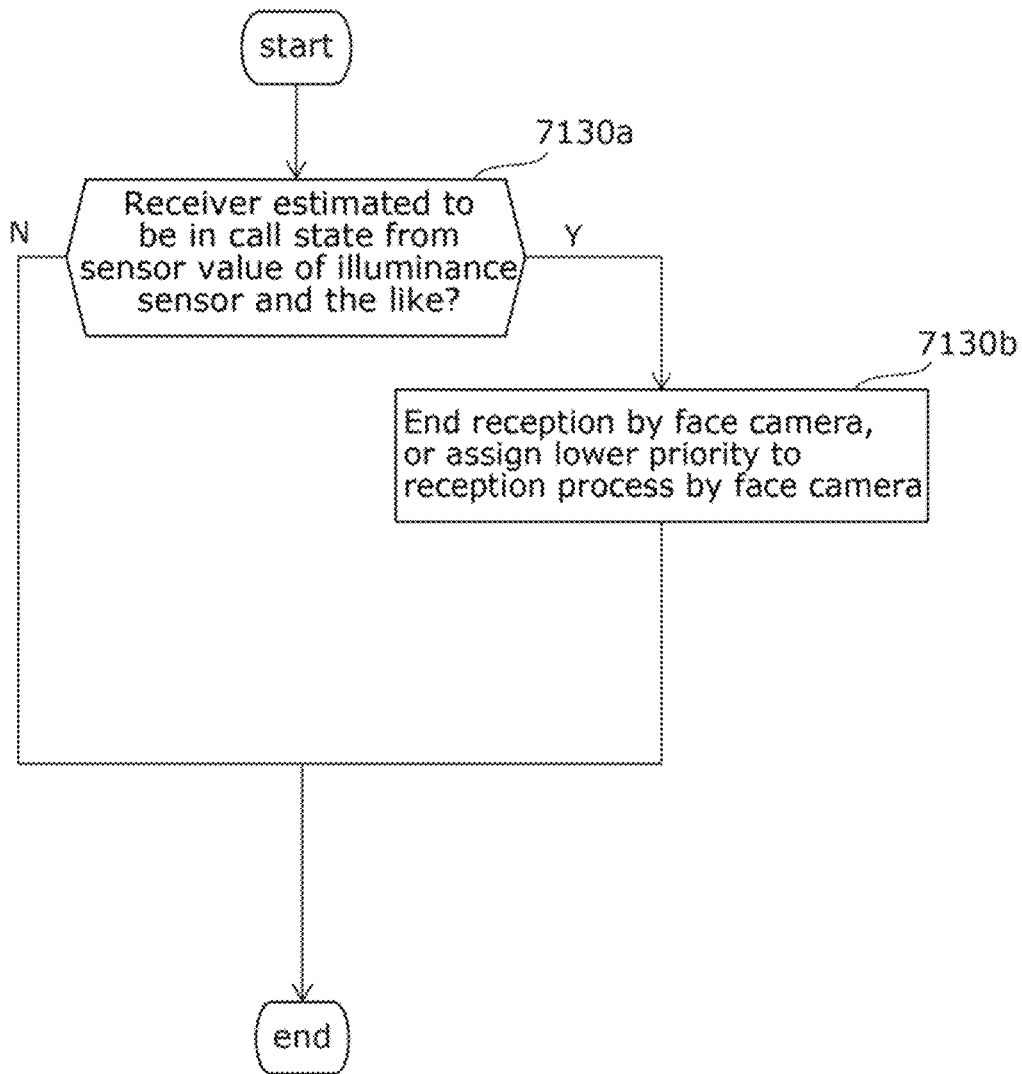 start
7130a
Receiver estimated to
be in call state from
sensor value of illuminance
sensor and the like?
N
Y
7130b
End reception by face camera,
or assign lower priority to
reception process by face camera
end